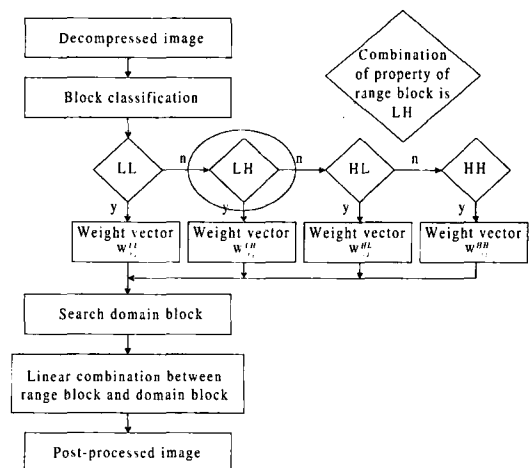 Decompressed image
Block classification
Combination
of property of
range block is
LH
LL
n
LH
n
HL
n
HH
y
y
y
y
Weight vector
Weight vector
Weight vector
W^{HL}
Weight vector
W^{HH}
Search domain block
Linear combination between
range block and domain block
Post-processed image